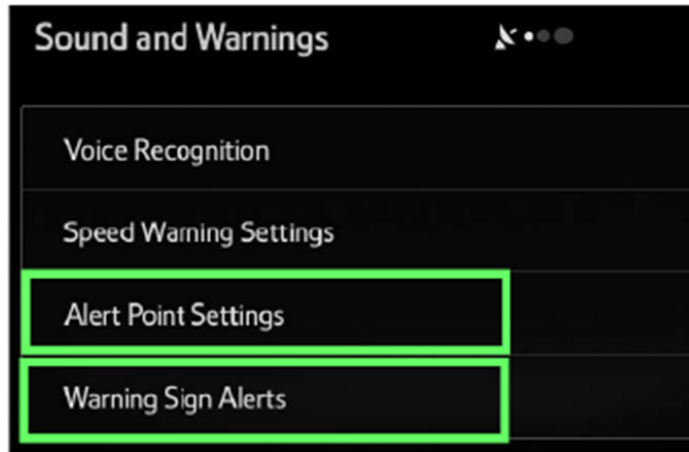 Sound and Warnings
Voice Recognition
Speed Warning Settings
Alert Point Settings
Warning Sign Alerts